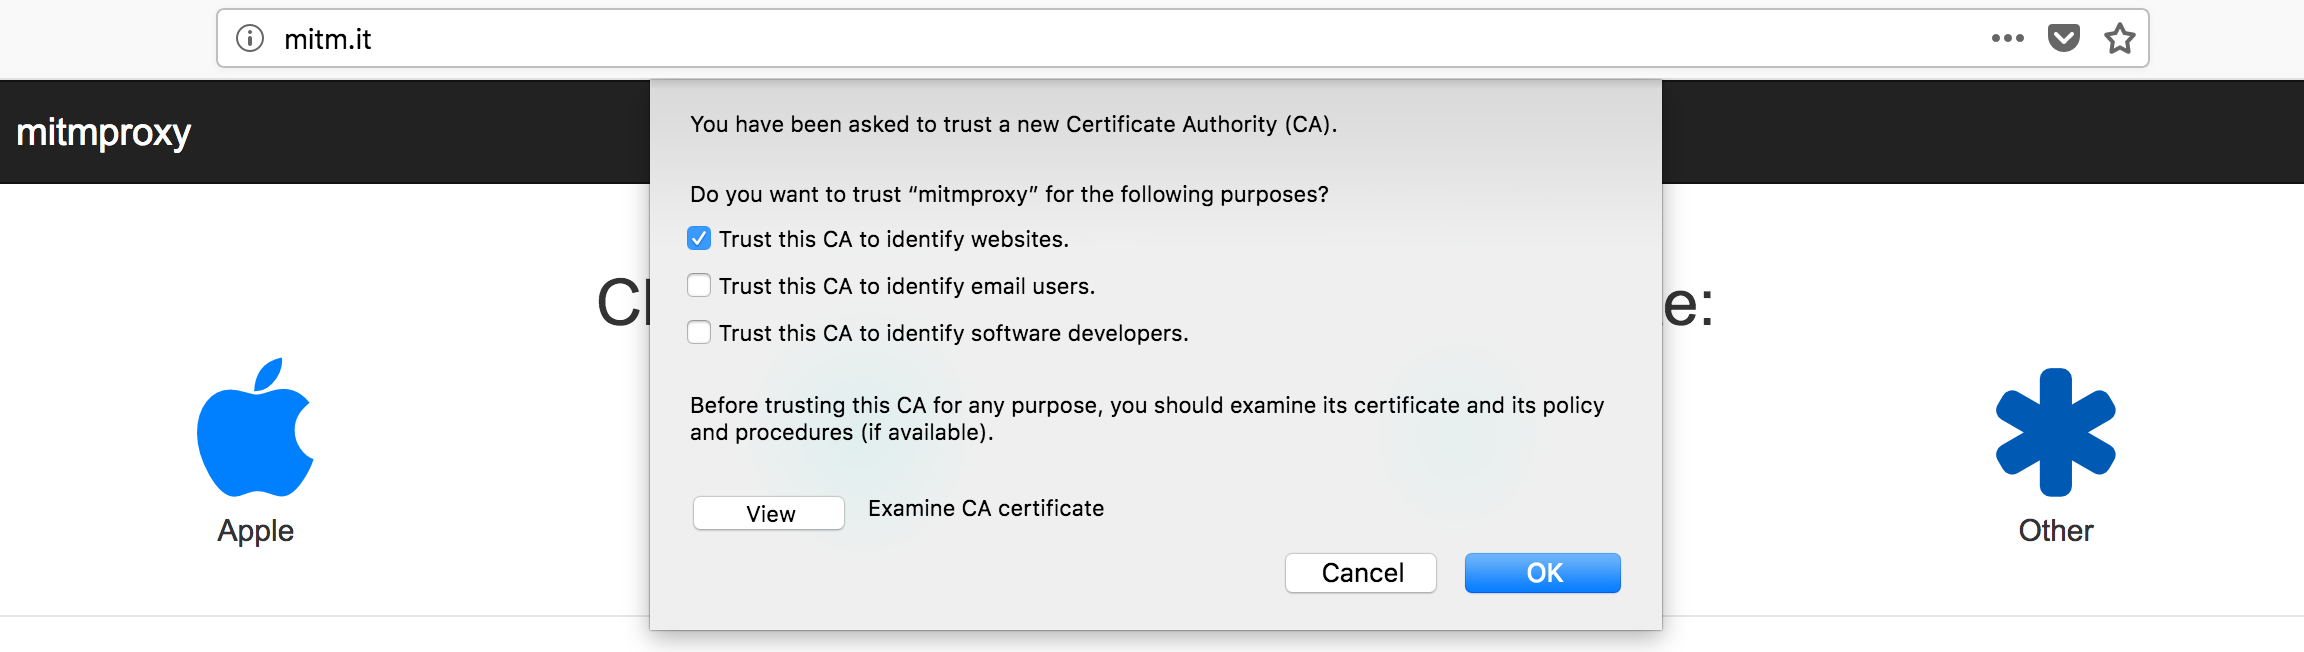 mitm.it
mitmproxy
You have been asked to trust a new Certificate Authority (CA).
Do you want to trust “mitmproxy” for the following purposes?
Trust this CA to identify websites.
Trust this CA to identify email users.
Trust this CA to identify software developers.
Before trusting this CA for any purpose, you should examine its certificate and its policy
and procedures (if available).
View Examine CA certificate
Cancel OK
Apple
Other